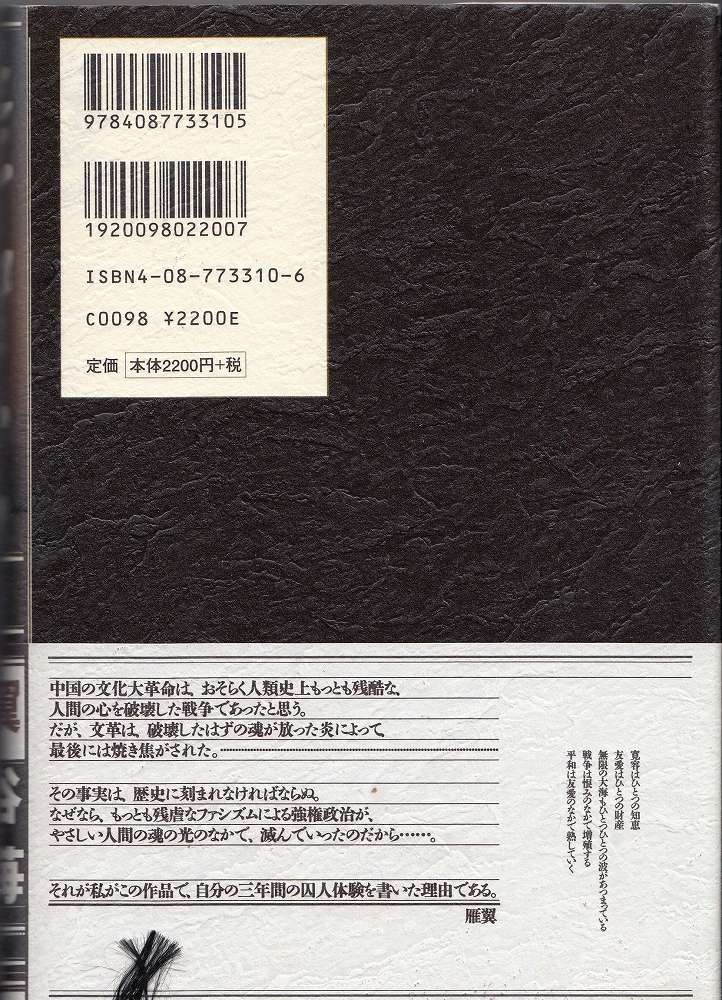 9784087733105
1920098022007
ISBN4-08-773310-6
C0098 ¥2200E
定価 本体2200円+税
中国の文化大革命は、おそらく人類史上もっとも残酷な、
人間の心を破壊した戦争であったと思う。
だが、文革は、破壊したはずの魂が放った炎によって、
最後には焼き焦がされた。
その事実は、歴史に刻まれなければならぬ。
なぜなら、もっとも残虐なファシズムによる強権政治が、
やさしい人間の魂の光のなかで、滅んでいったのだから……。
それが私がこの作品で、自分の三年間の囚人体験を書いた理由である。
雁翼
寛容はひとつの知恵
友愛はひとつの財産
無限の大海もひとつひとつの波があつまっている
戦争は恨みのなかで増殖する
平和は友愛のなかで熟していく